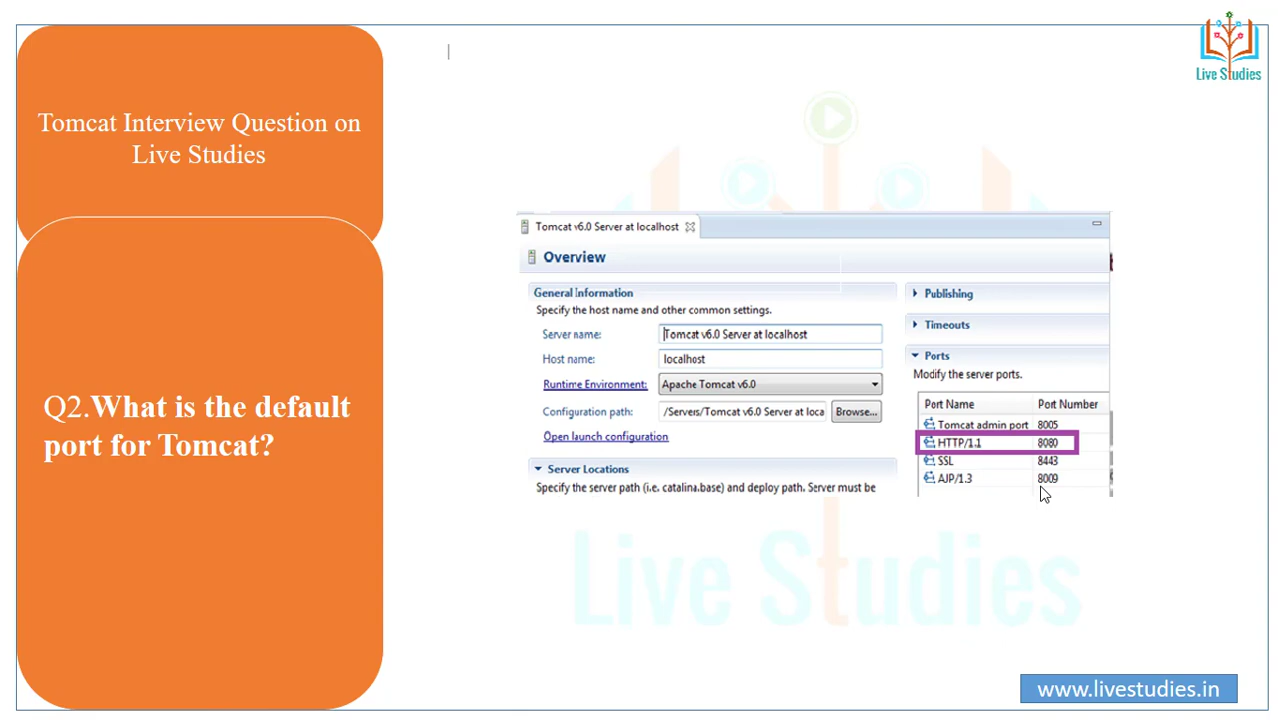 Live Studies
Tomcat Interview Question on
Live Studies
Q2.What is the default
port for Tomcat?
Tomcat v6.0 Server at localhost
Overview
General Information
Specify the host name and other common settings.
Server name: Tomcat v6.0 Server at localhost
Host name: localhost
Runtime Environment: Apache Tomcat v6.0
Configuration path: /Servers/Tomcat v6.0 Server at loca Browse...
Open launch configuration
Server Locations
Specify the server path (i.e. catalina.base) and deploy path. Server must be
Publishing
Timeouts
Ports
Modify the server ports.
Port Name Port Number
Tomcat admin port 8005
HTTP/1.1 8080
SSL 8443
AJP/1.3 8009
Live Studies
www.livestudies.in